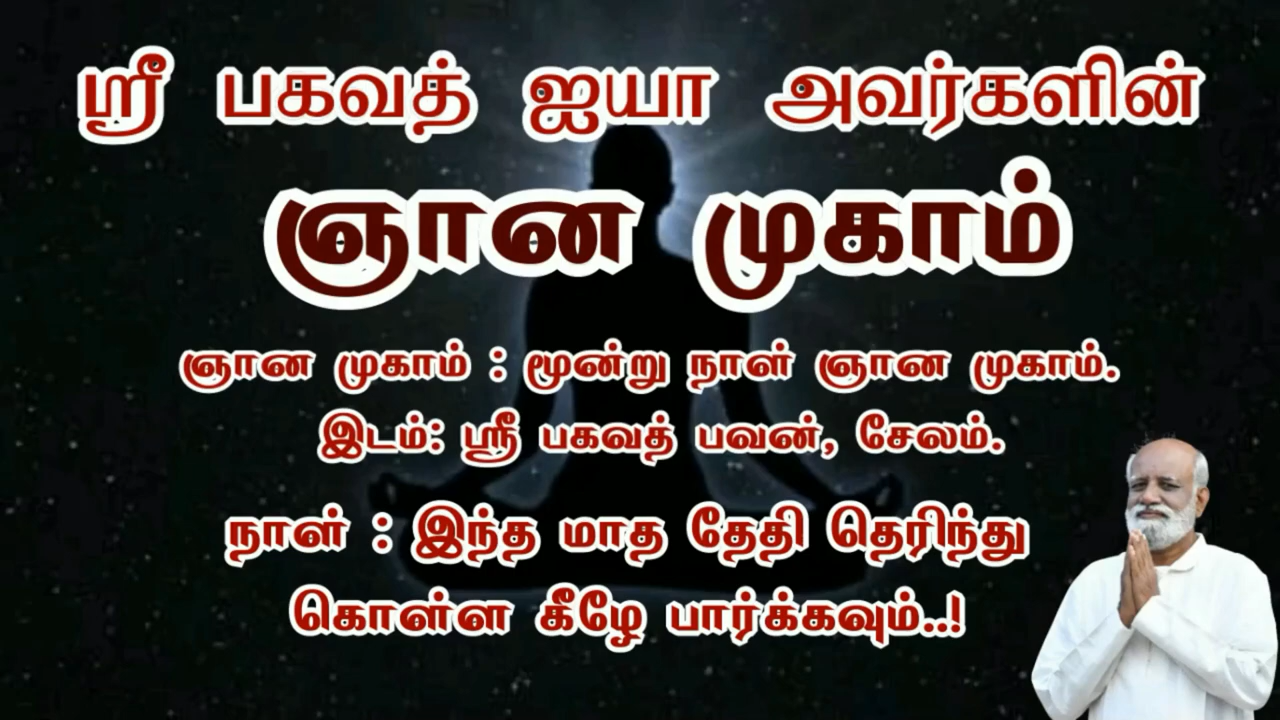 ஸ்ரீ பகவத் ஐயா அவர்களின்
ஞான முகாம்
ஞான முகாம் : மூன்று நாள் ஞான முகாம்.
இடம்: ஸ்ரீ பகவத் பவன், சேலம்.
நாள் : இந்த மாத தேதி தெரிந்து
கொள்ள கீழே பார்க்கவும்..!